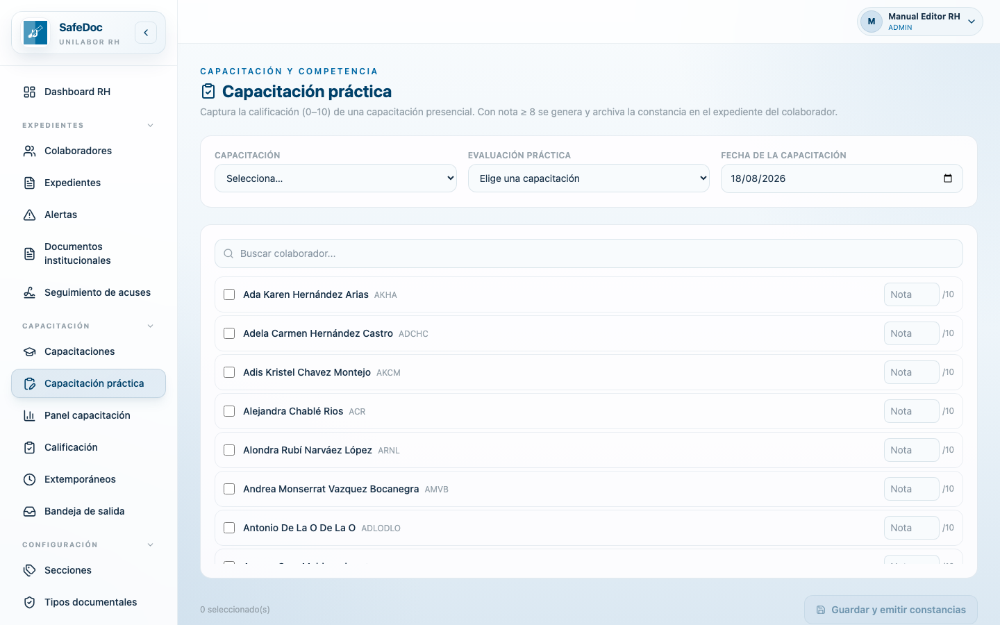 SafeDoc
UNILABOR RH
Manual Editor RH
M
ADMIN
Dashboard RH
EXPEDIENTES
Colaboradores
Expedientes
Alertas
Documentos
institucionales
Seguimiento de acuses
CAPACITACIÓN
Capacitaciones
Capacitación práctica
Panel capacitación
Calificación
Extemporáneos
Bandeja de salida
CONFIGURACIÓN
Secciones
Tipos documentales
CAPACITACIÓN Y COMPETENCIA
Capacitación práctica
Captura la calificación (0–10) de una capacitación presencial. Con nota ≥ 8 se genera y archiva la constancia en el expediente del colaborador.
CAPACITACIÓN
Selecciona...
EVALUACIÓN PRÁCTICA
Elige una capacitación
FECHA DE LA CAPACITACIÓN
18/08/2026
Buscar colaborador...
Ada Karen Hernández Arias AKHA Nota /10
Adela Carmen Hernández Castro ADCHC Nota /10
Adis Kristel Chavez Montejo AKCM Nota /10
Alejandra Chablé Rios ACR Nota /10
Alondra Rubí Narváez López ARNL Nota /10
Andrea Monserrat Vazquez Bocanegra AMVB Nota /10
Antonio De La O De La O ADLODLO Nota /10
0 seleccionado(s)
Guardar y emitir constancias